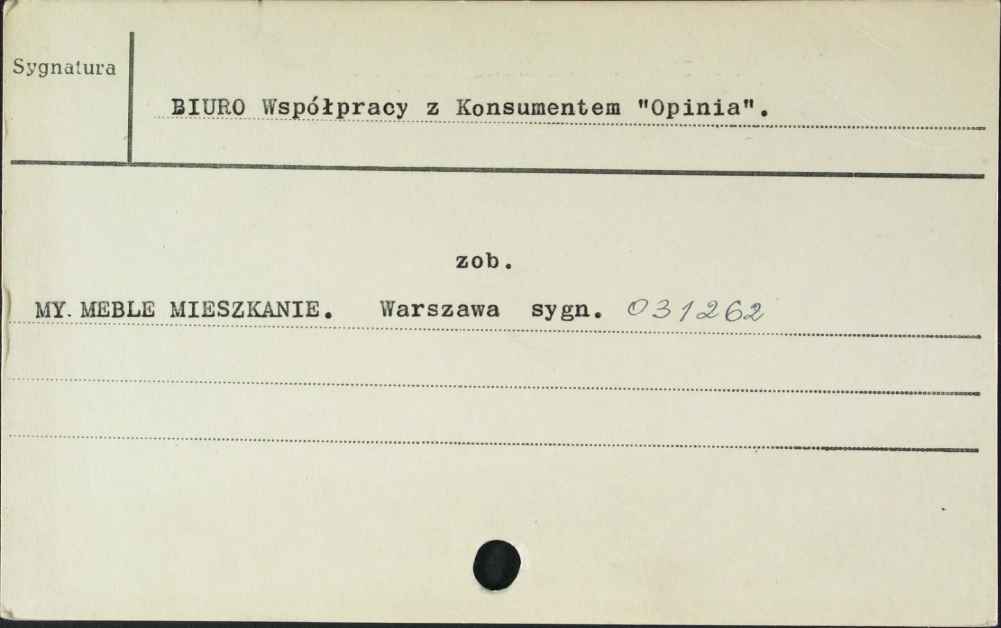 Sygnatura
BIURO Współpracy z Konsumentem "Opinia".
zob.
MY. MEBLE MIESZKANIE. Warszawa sygn. 031262